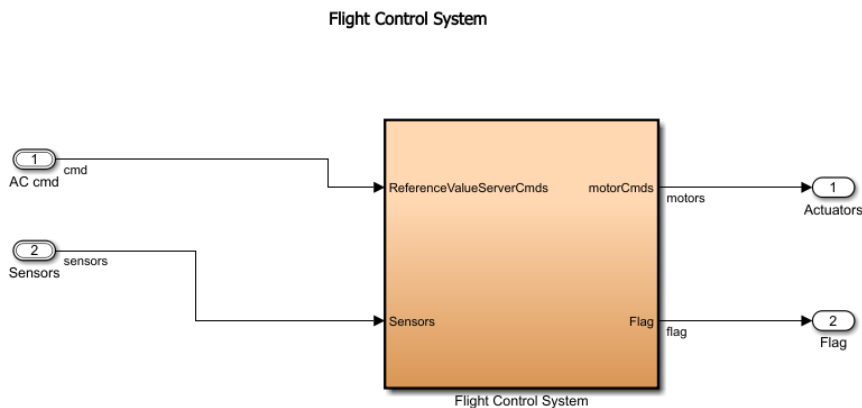 Flight Control System
1
cmd
AC cmd
ReferenceValueServerCmds
motorCmds
motors
1
Actuators
2
sensors
Sensors
Sensors
Flag
flag
2
Flag
Flight Control System